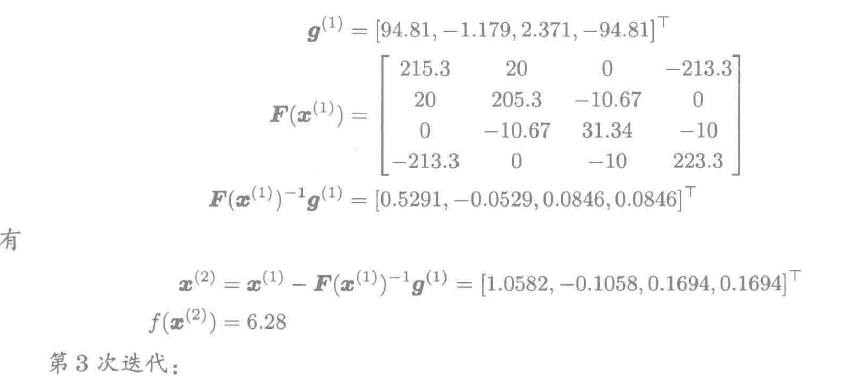 g⁽¹⁾ = [94.81, −1.179, 2.371, −94.81]⊤
F(x⁽¹⁾) = [215.3 20 0 −213.3
20 205.3 −10.67 0
0 −10.67 31.34 −10
−213.3 0 −10 223.3]
F(x⁽¹⁾)⁻¹g⁽¹⁾ = [0.5291, −0.0529, 0.0846, 0.0846]⊤
有
x⁽²⁾ = x⁽¹⁾ − F(x⁽¹⁾)⁻¹g⁽¹⁾ = [1.0582, −0.1058, 0.1694, 0.1694]⊤
f(x⁽²⁾) = 6.28
第 3 次迭代: